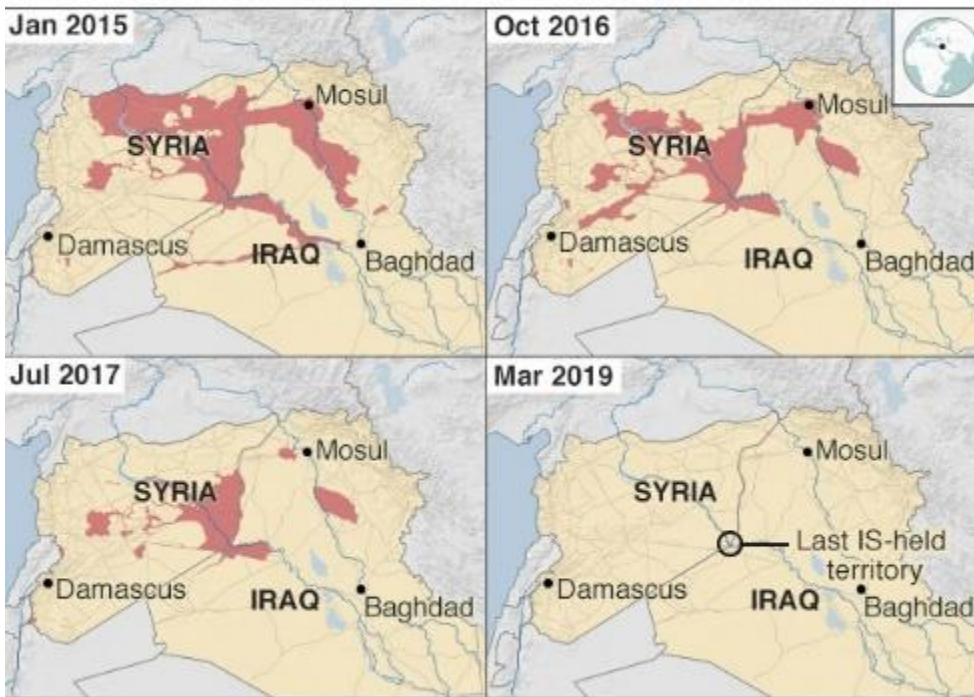 Jan 2015
Mosul
SYRIA
Damascus
IRAQ
Baghdad
Oct 2016
Mosul
SYRIA
Damascus
IRAQ
Baghdad
Jul 2017
Mosul
SYRIA
Damascus
IRAQ
Baghdad
Mar 2019
Mosul
SYRIA
Last IS-held
territory
Damascus
IRAQ
Baghdad